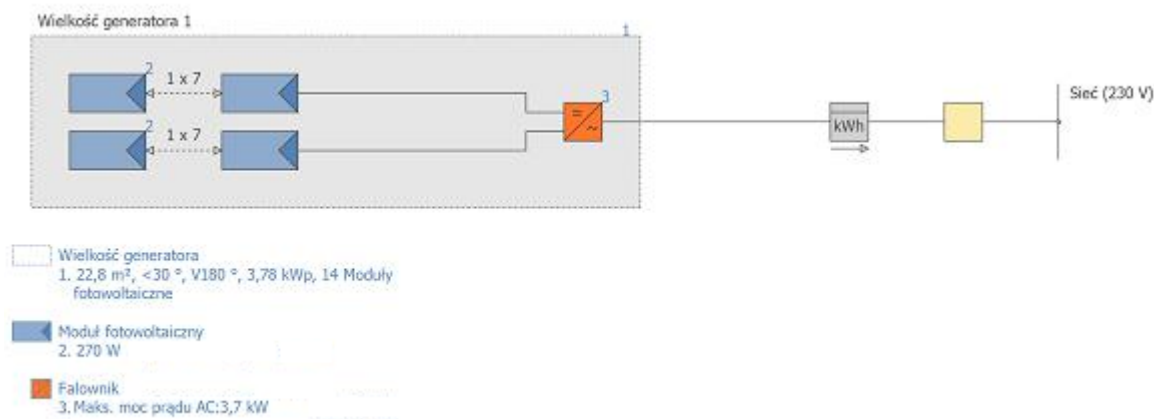 Wielkość generatora 1
1
2
1 x 7
3
2
1 x 7
= ~
kWh
Sieć (230 V)
Wielkość generatora
1. 22,8 m², <30 °, V180 °, 3,78 kWp, 14 Moduły
fotowoltaiczne
Moduł fotowoltaiczny
2. 270 W
Falownik
3. Maks. moc prądu AC:3,7 kW